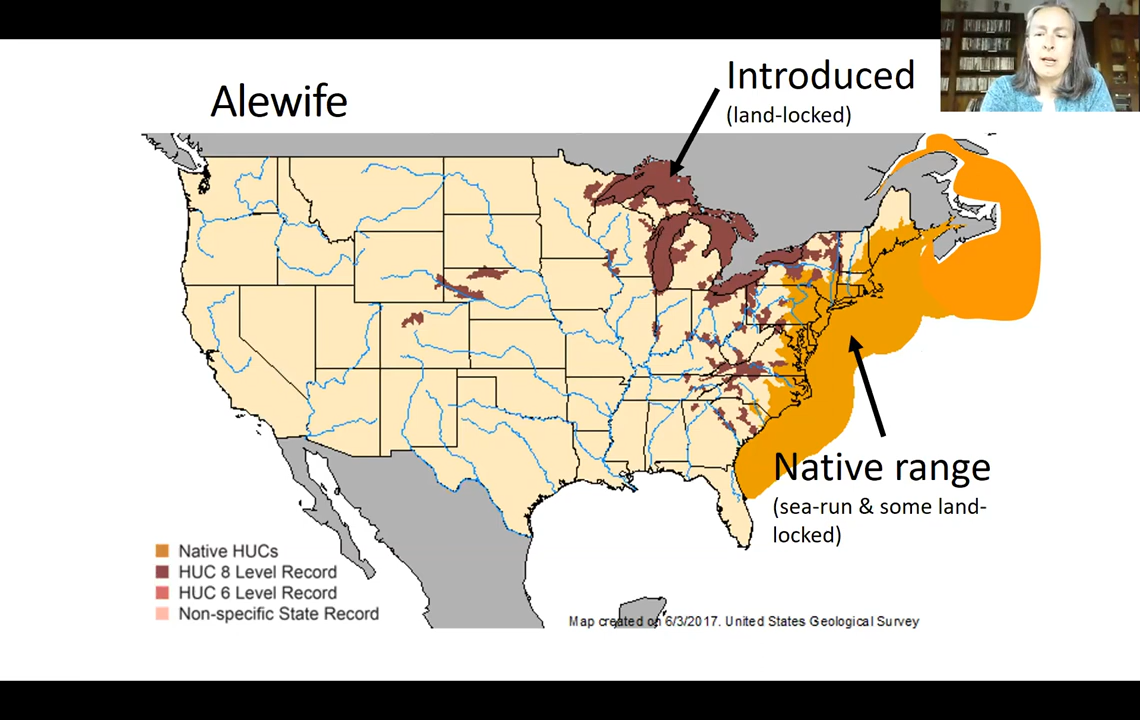 Alewife
Introduced
(land-locked)
Native range
(sea-run & some land-
locked)
Native HUCs
HUC 8 Level Record
HUC 6 Level Record
Non-specific State Record
Map created on 6/3/2017. United States Geological Survey